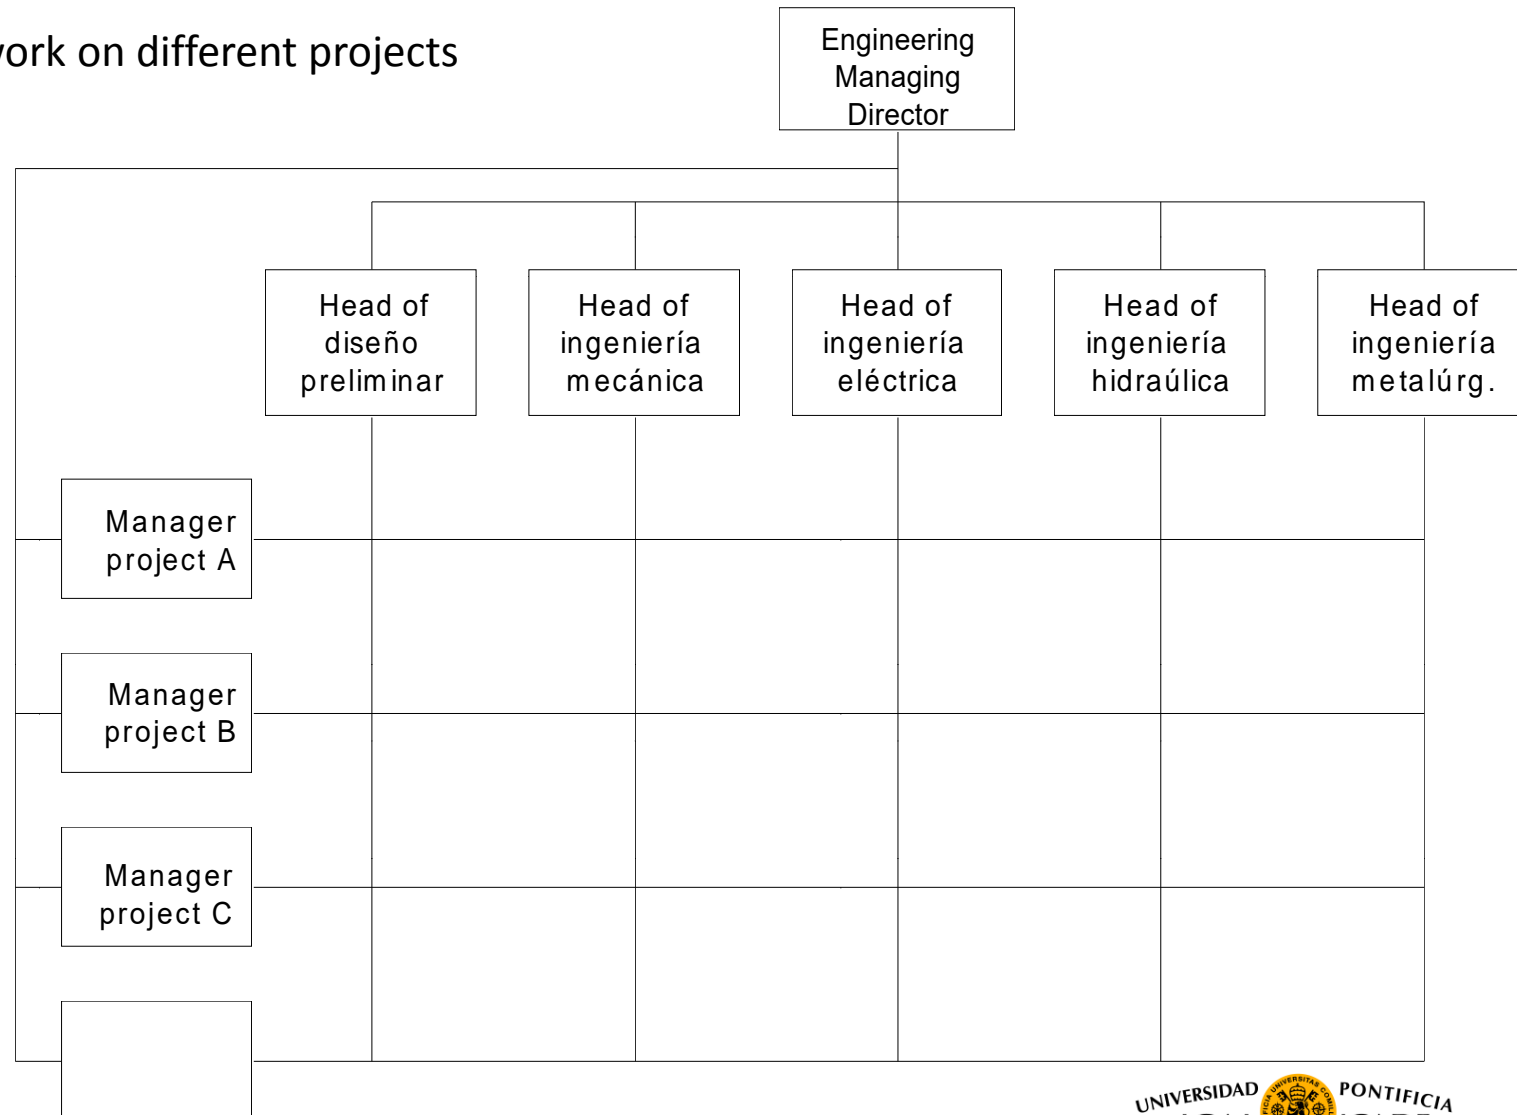 work on different projects
Engineering
Managing
Director
Head of
diseño
preliminar
Head of
ingeniería
mecánica
Head of
ingeniería
eléctrica
Head of
ingeniería
hidraúlica
Head of
ingeniería
metalúrg.
Manager
project A
Manager
project B
Manager
project C
UNIVERSIDAD PONTIFICIA